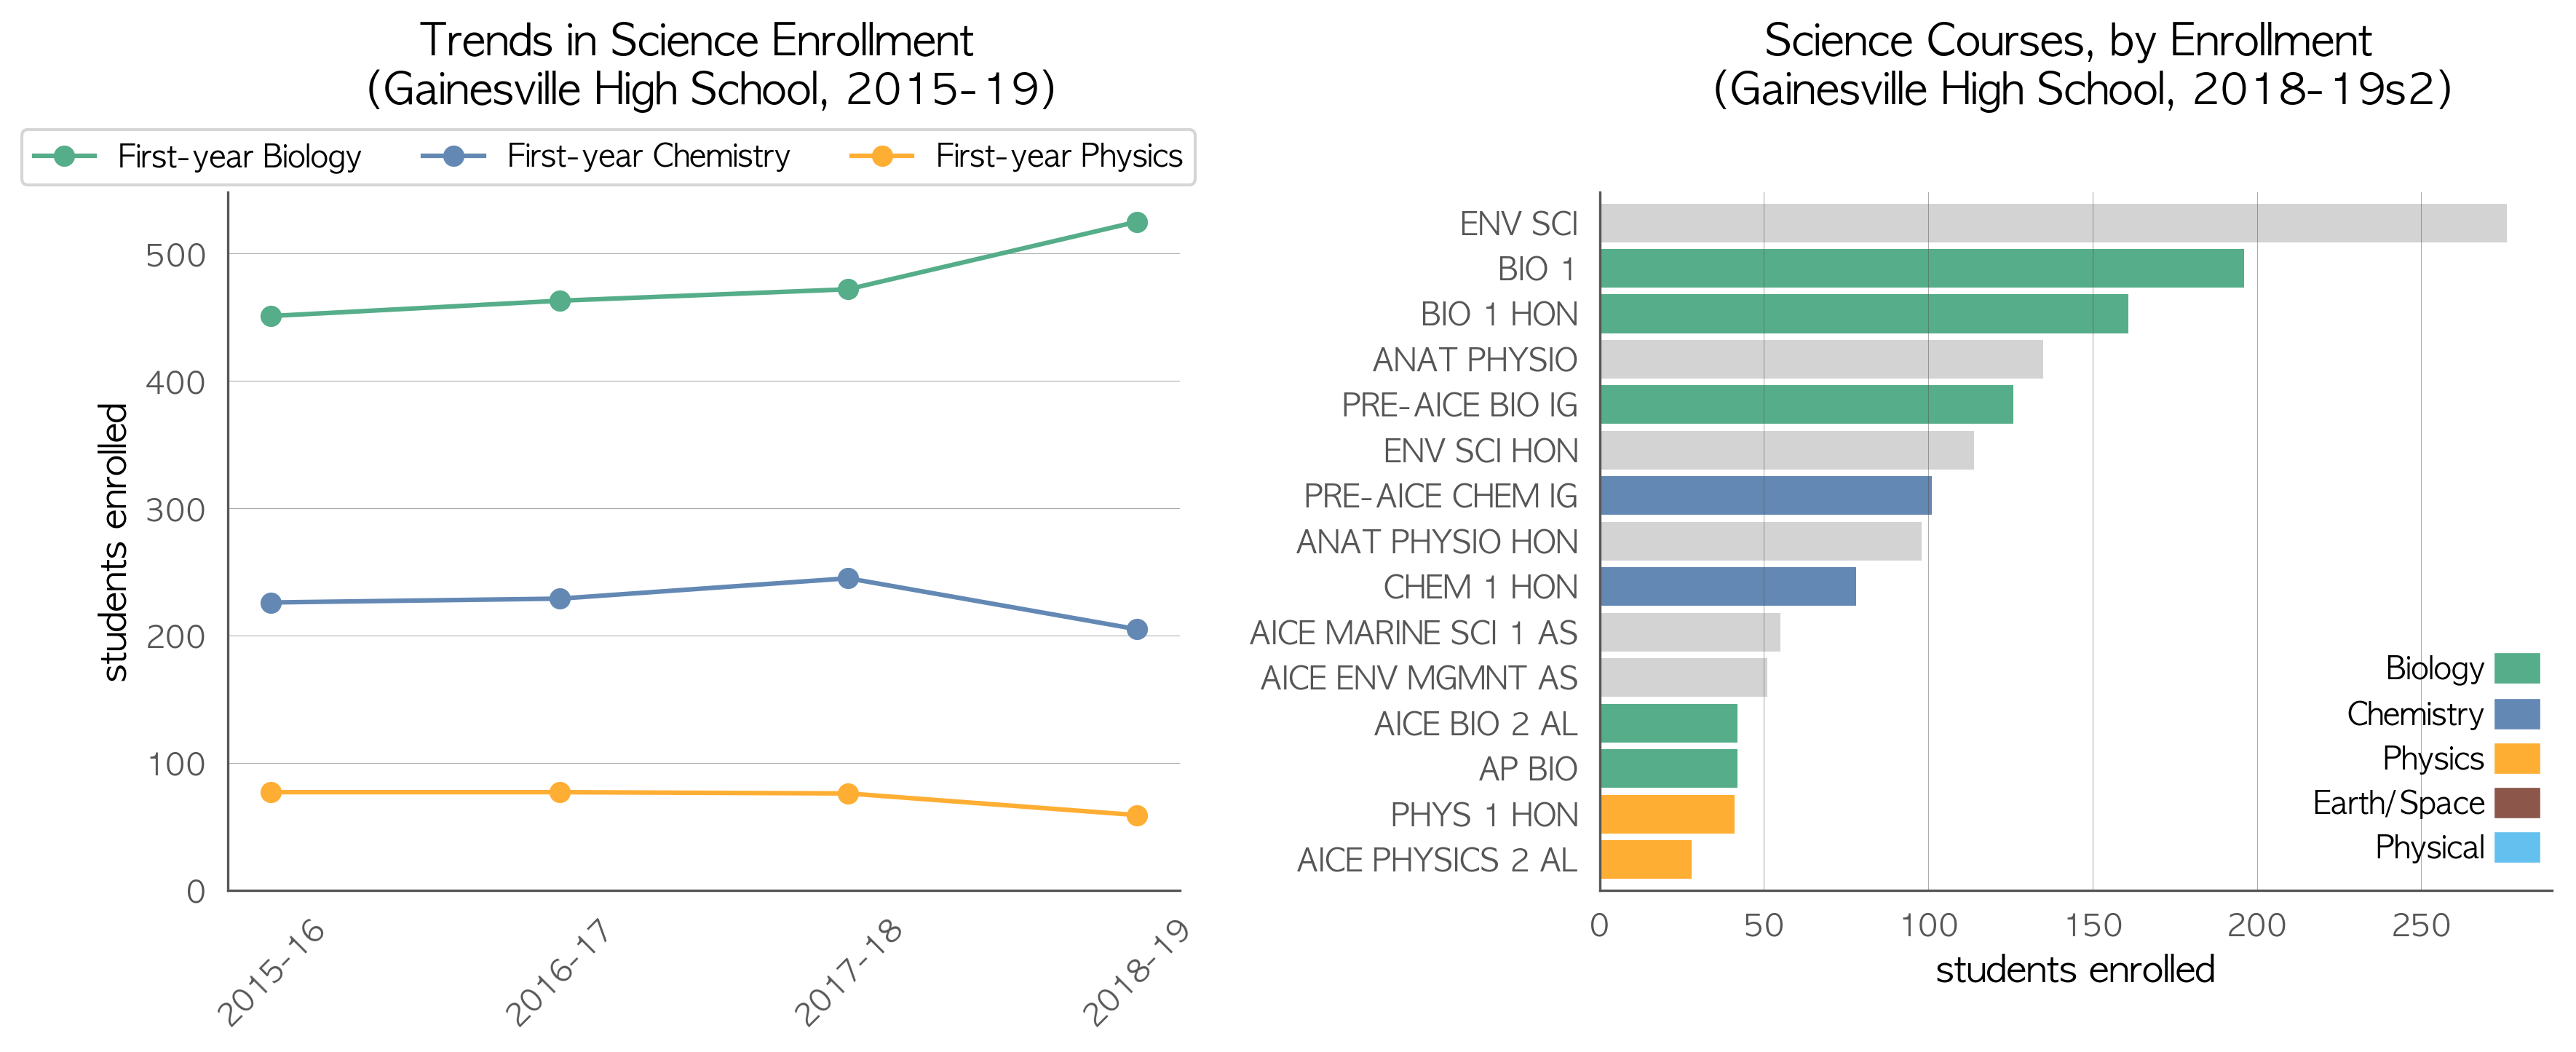 Trends in Science Enrollment
(Gainesville High School, 2015-19)
First-year Biology
First-year Chemistry
First-year Physics
students enrolled
500
400
300
200
100
0
2015-16
2016-17
2017-18
2018-19
Science Courses, by Enrollment
(Gainesville High School, 2018-19s2)
ENV SCI
BIO 1
BIO 1 HON
ANAT PHYSIO
PRE-AICE BIO IG
ENV SCI HON
PRE-AICE CHEM IG
ANAT PHYSIO HON
CHEM 1 HON
AICE MARINE SCI 1 AS
AICE ENV MGMNT AS
AICE BIO 2 AL
AP BIO
PHYS 1 HON
AICE PHYSICS 2 AL
Biology
Chemistry
Physics
Earth/Space
Physical
0
50
100
150
200
250
students enrolled